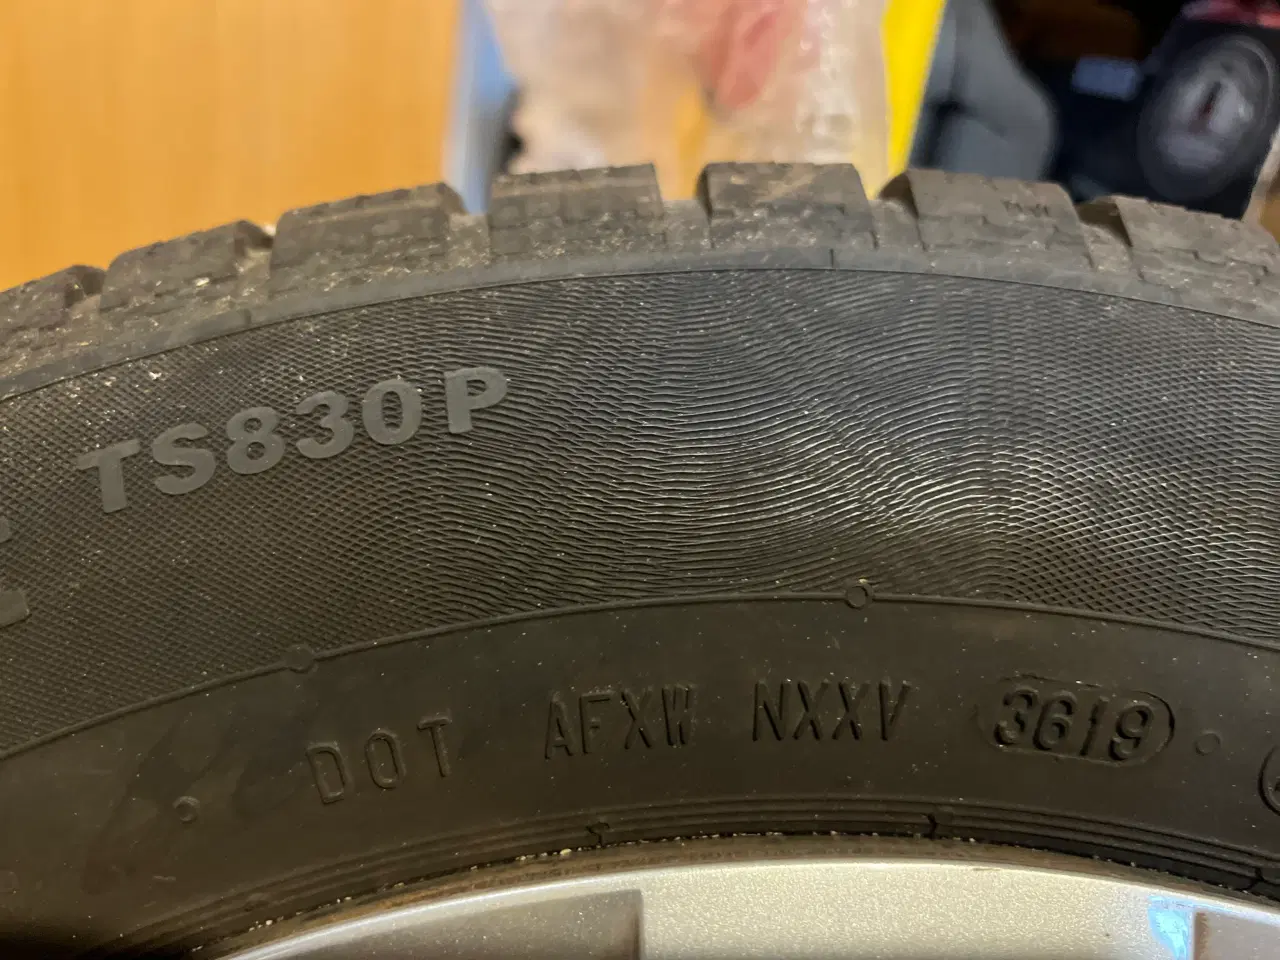 TS830P
DOT AFXW NXXV 3619